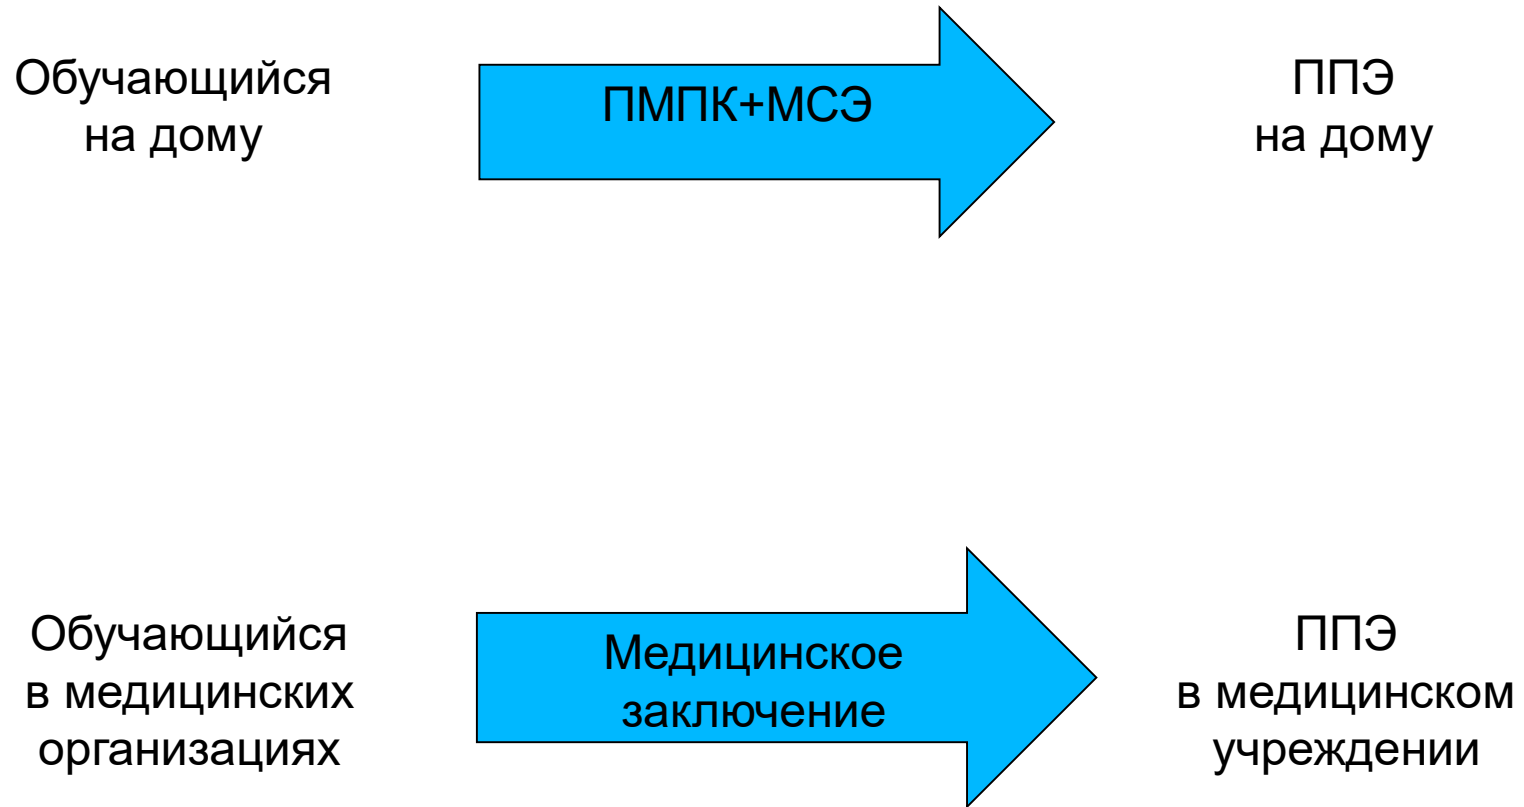 Обучающийся
на дому
ПМПК+МСЭ
ППЭ
на дому
Обучающийся
в медицинских
организациях
Медицинское
заключение
ППЭ
в медицинском
учреждении